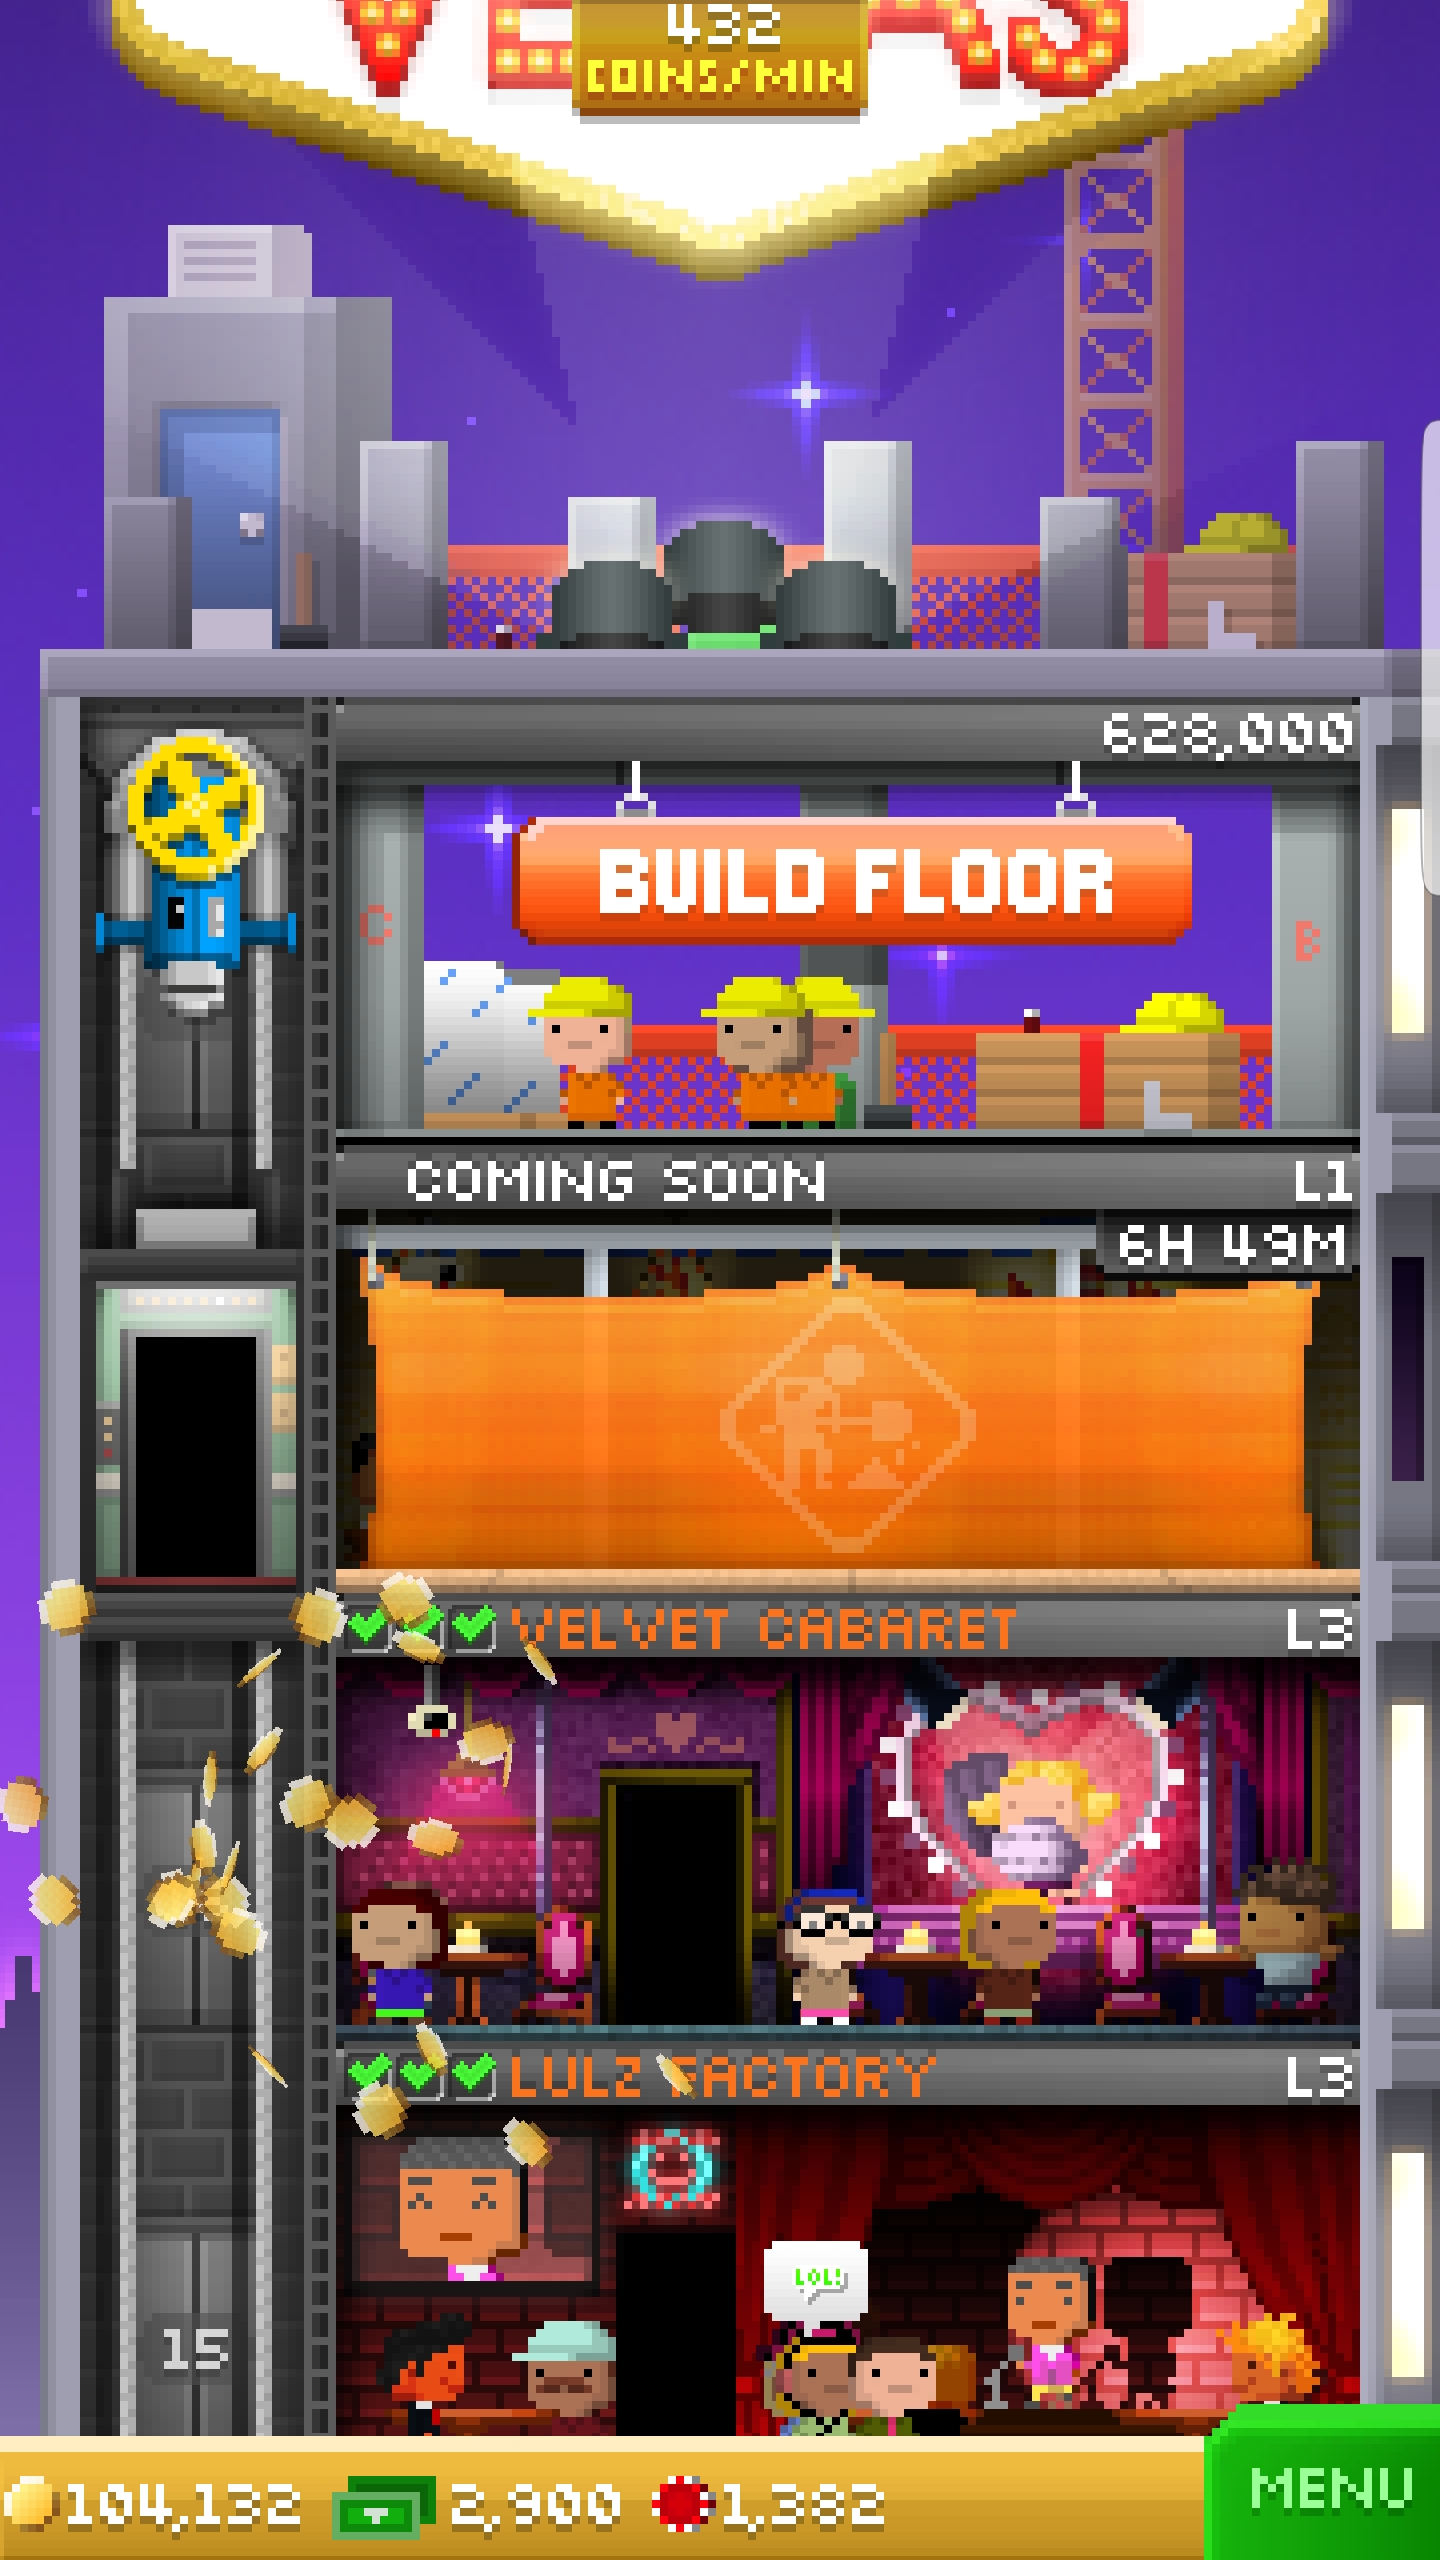 432
COINS/MIN
628,000
BUILD FLOOR
C
B
COMING SOON L1
6H 49M
VELVET CABARET L3
LULZ FACTORY L3
LOL!
15
104,132 2,900 1,382
MENU